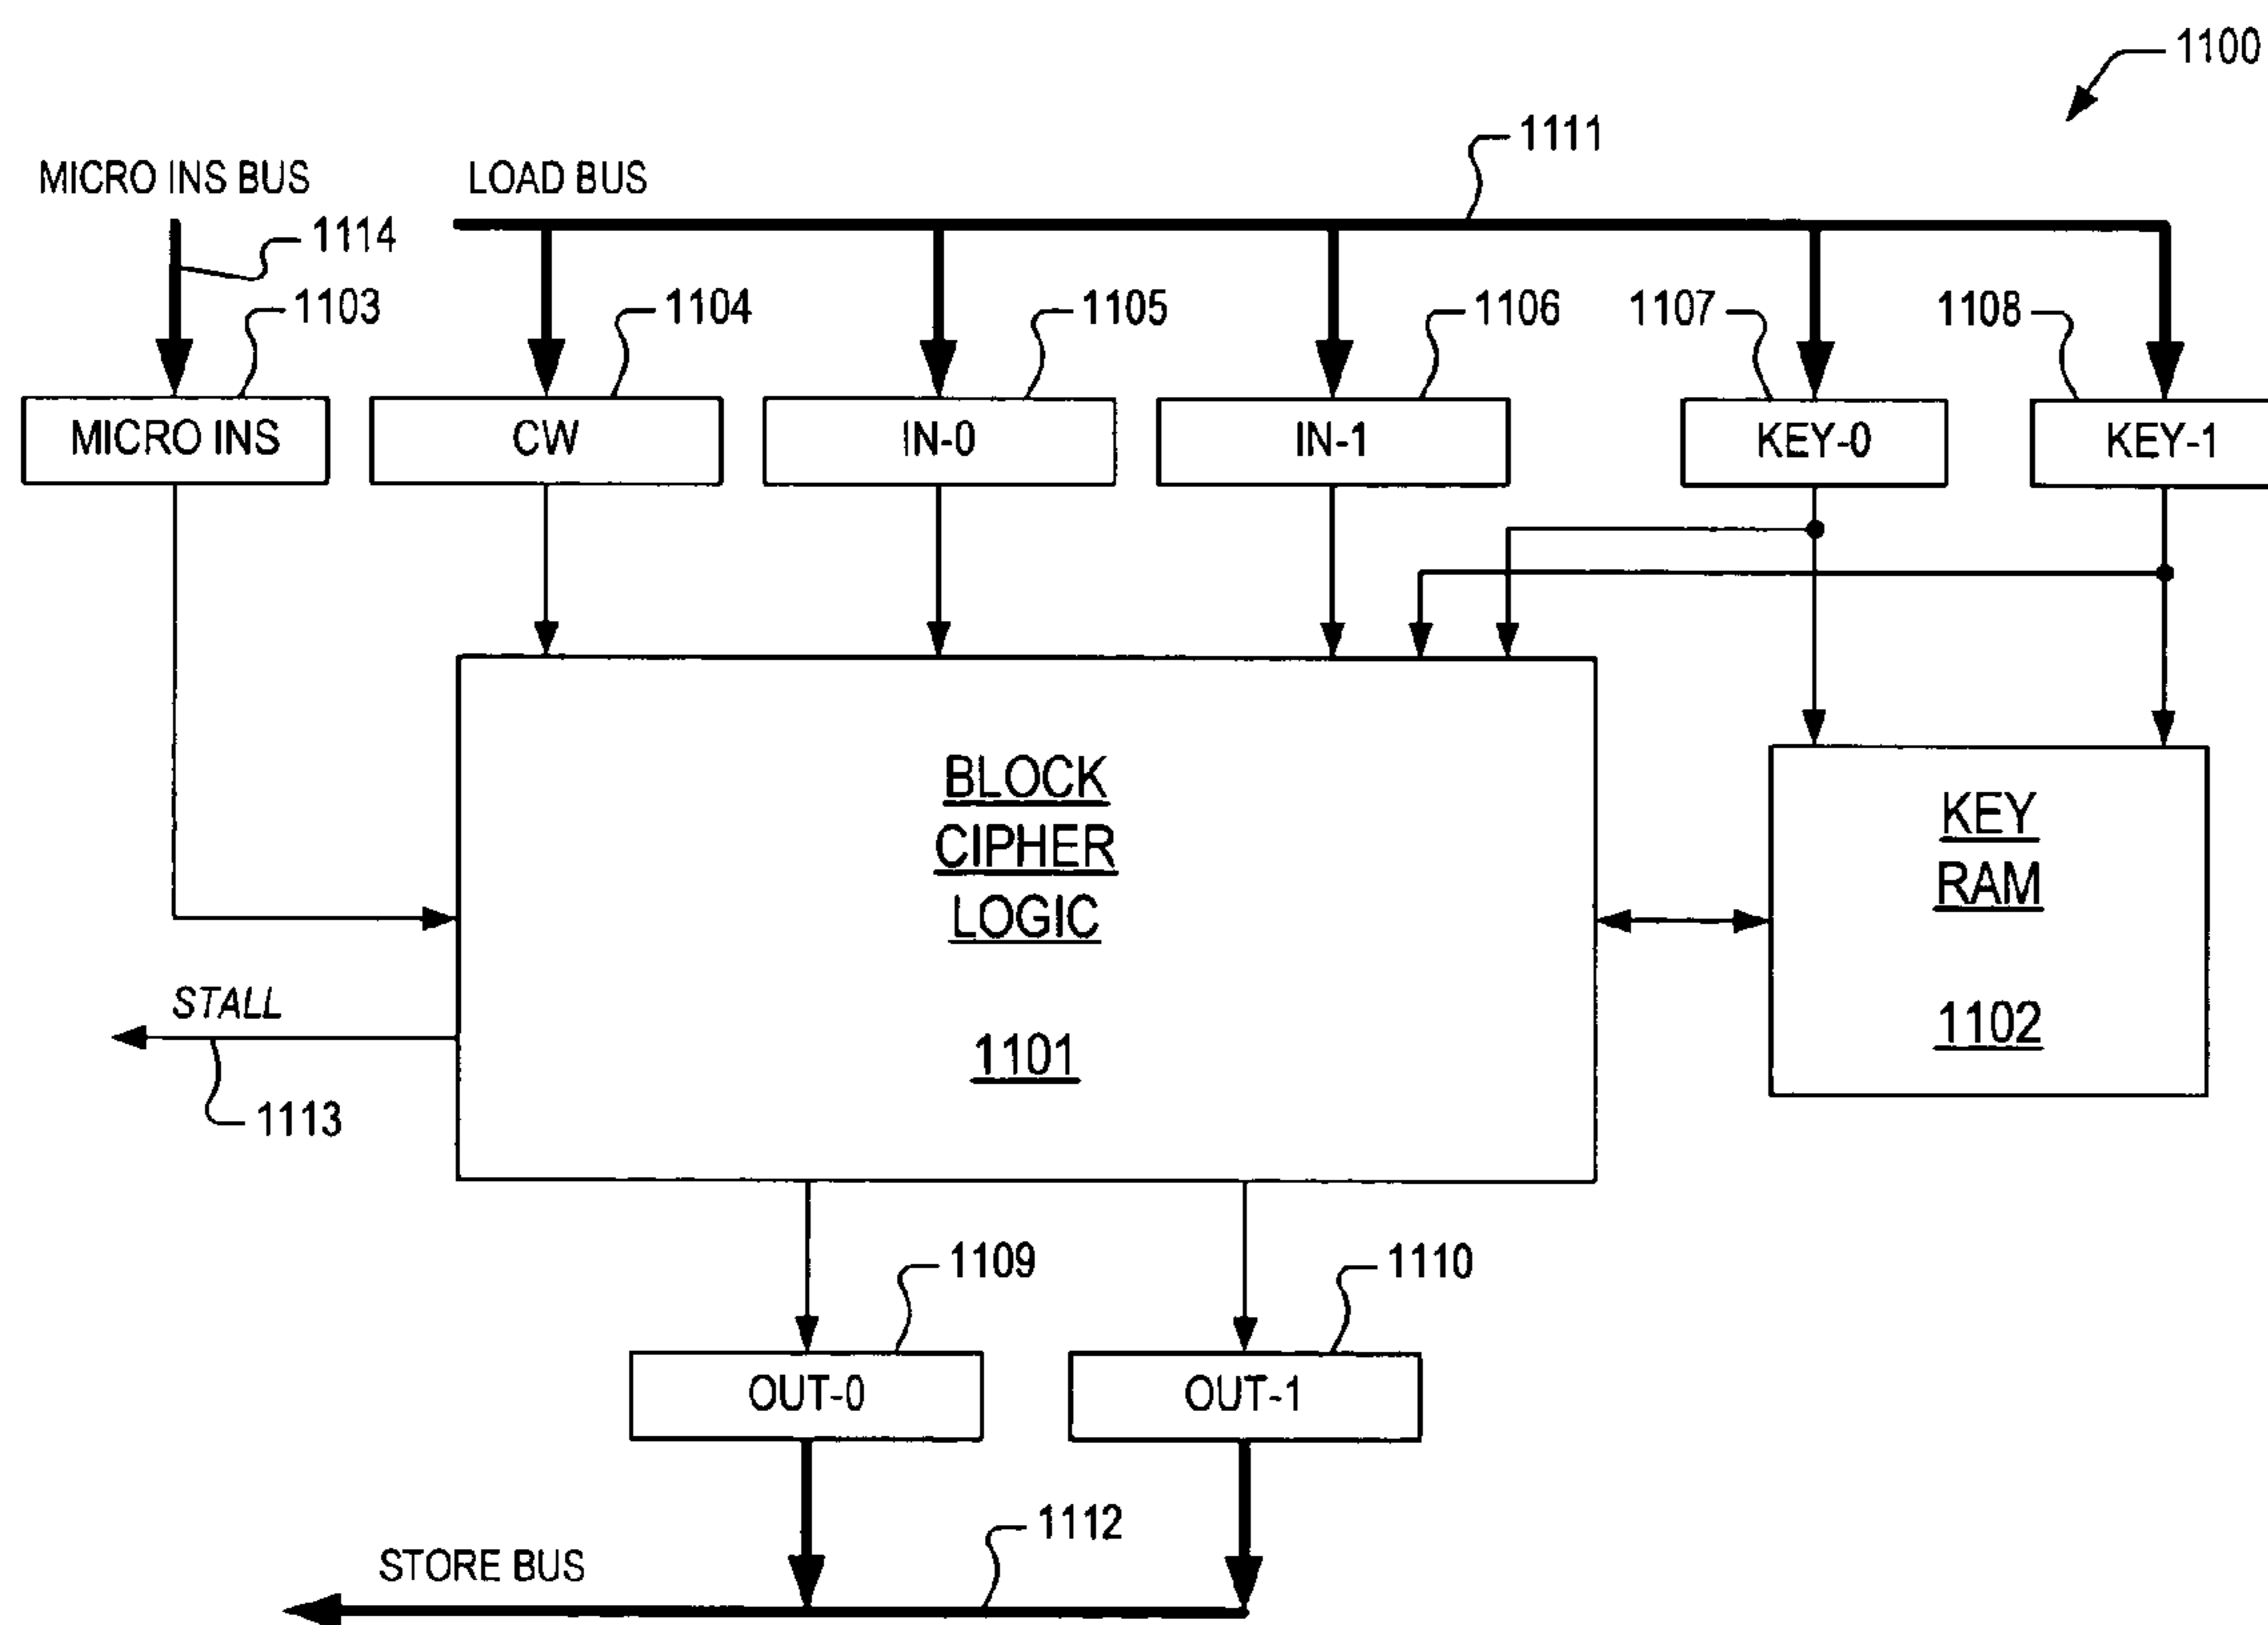 1100
1111
MICRO INS BUS
LOAD BUS
1114
1103
1104
1105
1106
1107
1108
MICRO INS
CW
IN-0
IN-1
KEY-0
KEY-1
BLOCK
CIPHER
LOGIC
1101
KEY
RAM
1102
STALL
1113
1109
1110
OUT-0
OUT-1
1112
STORE BUS